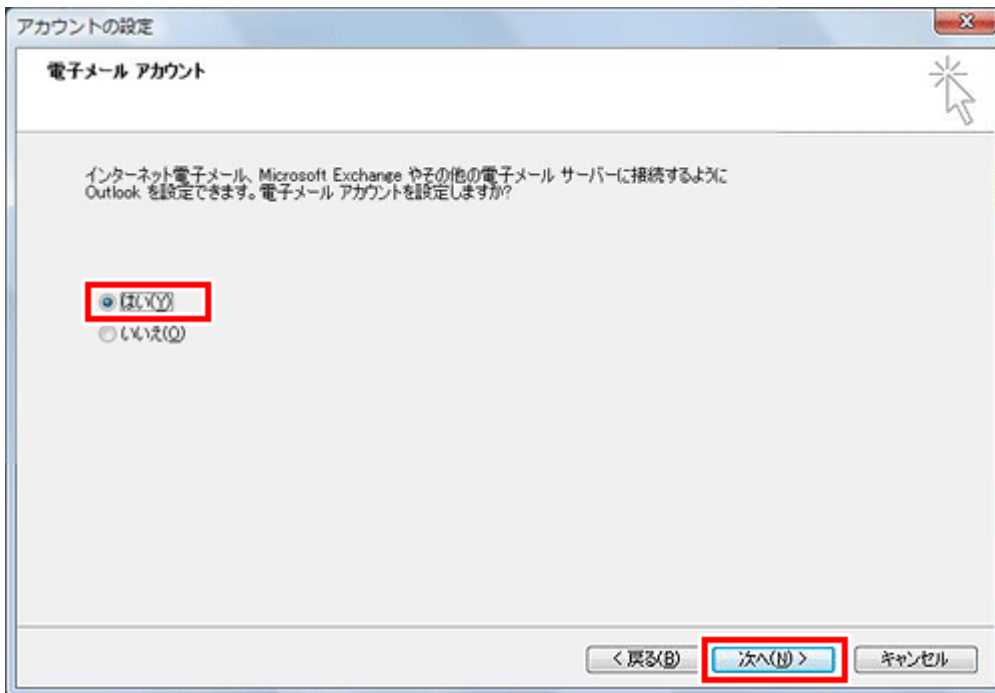 アカウントの設定
電子メール アカウント
インターネット電子メール、Microsoft Exchange やその他の電子メール サーバーに接続するように
Outlook を設定できます。電子メール アカウントを設定しますか?
はい(Y)
いいえ(O)
< 戻る(B)
次へ(N) >
キャンセル